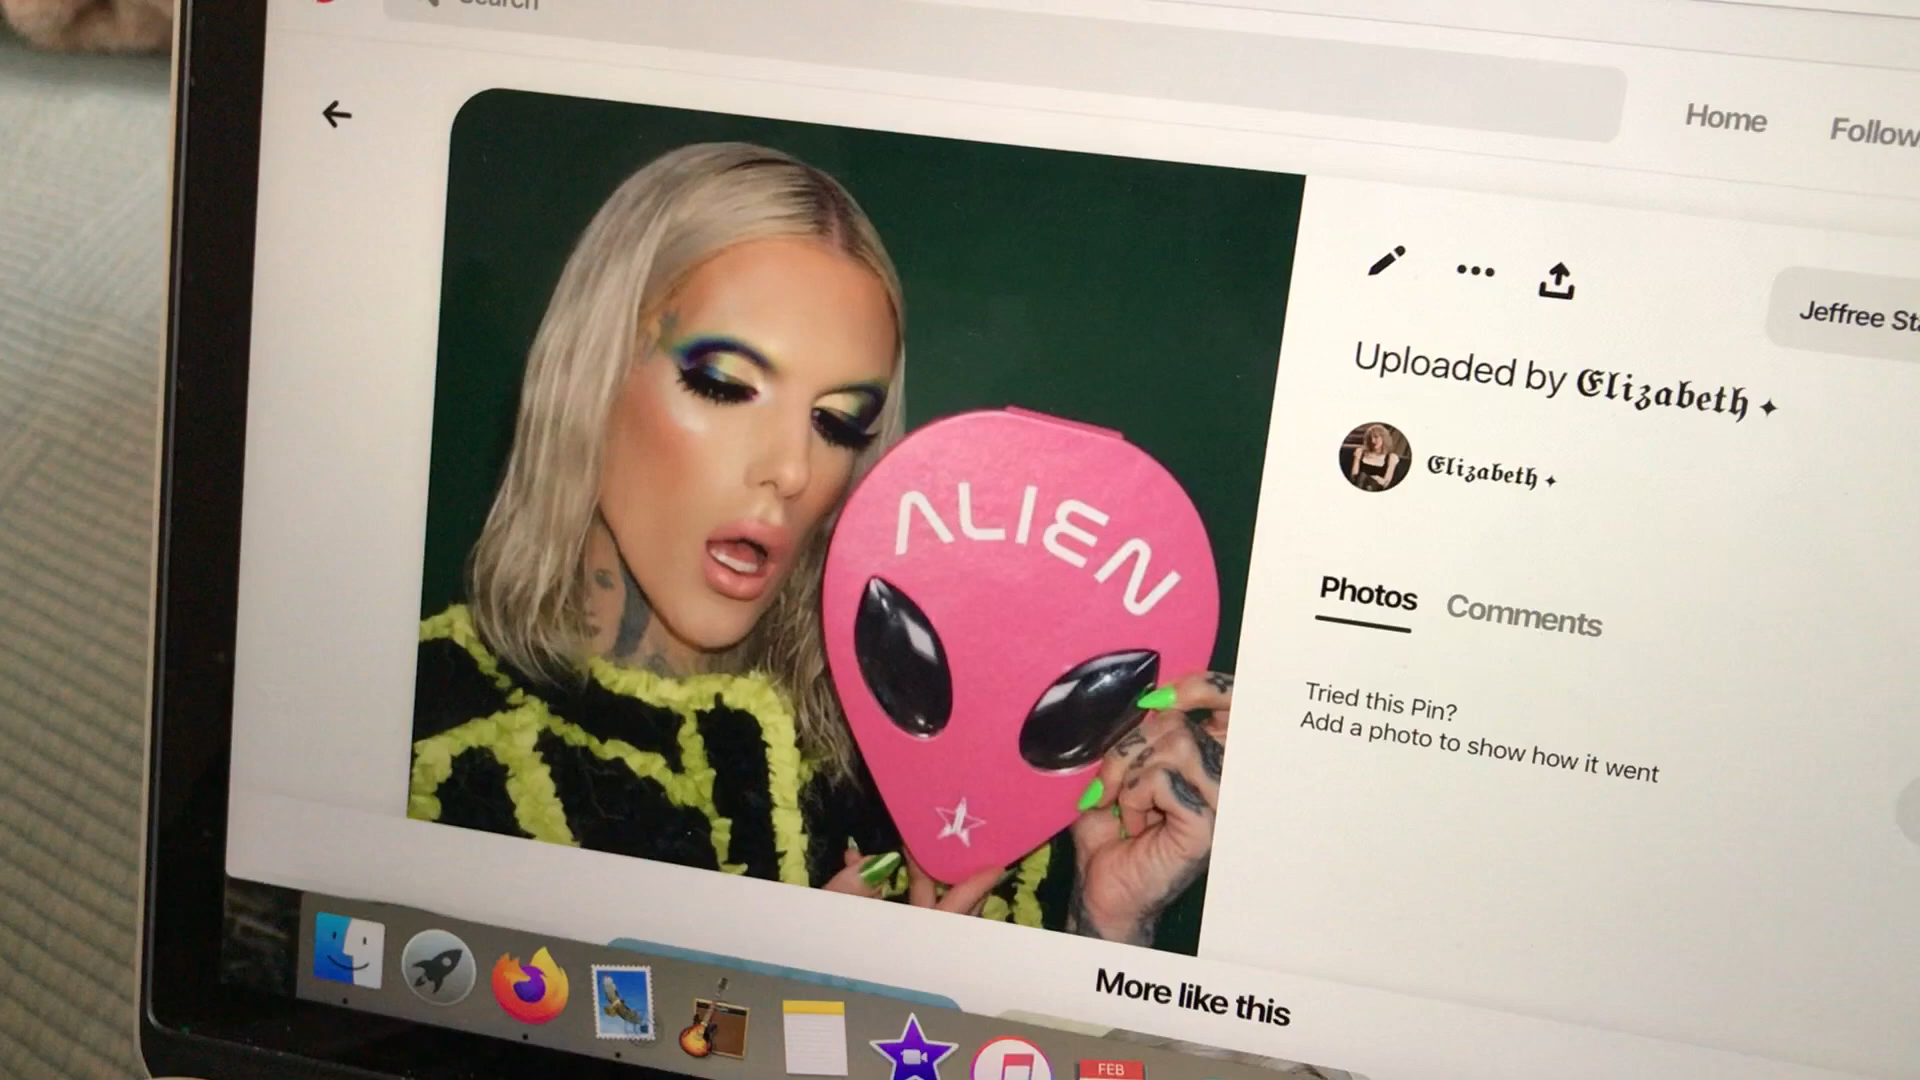 Search
Home
Follow
Jeffree St
Uploaded by 𝕰𝖑𝖎𝖟𝖆𝖇𝖊𝖙𝖍 ✦
𝕰𝖑𝖎𝖟𝖆𝖇𝖊𝖙𝖍 ✦
ALIEN
Photos
Comments
Tried this Pin?
Add a photo to show how it went
More like this
FEB